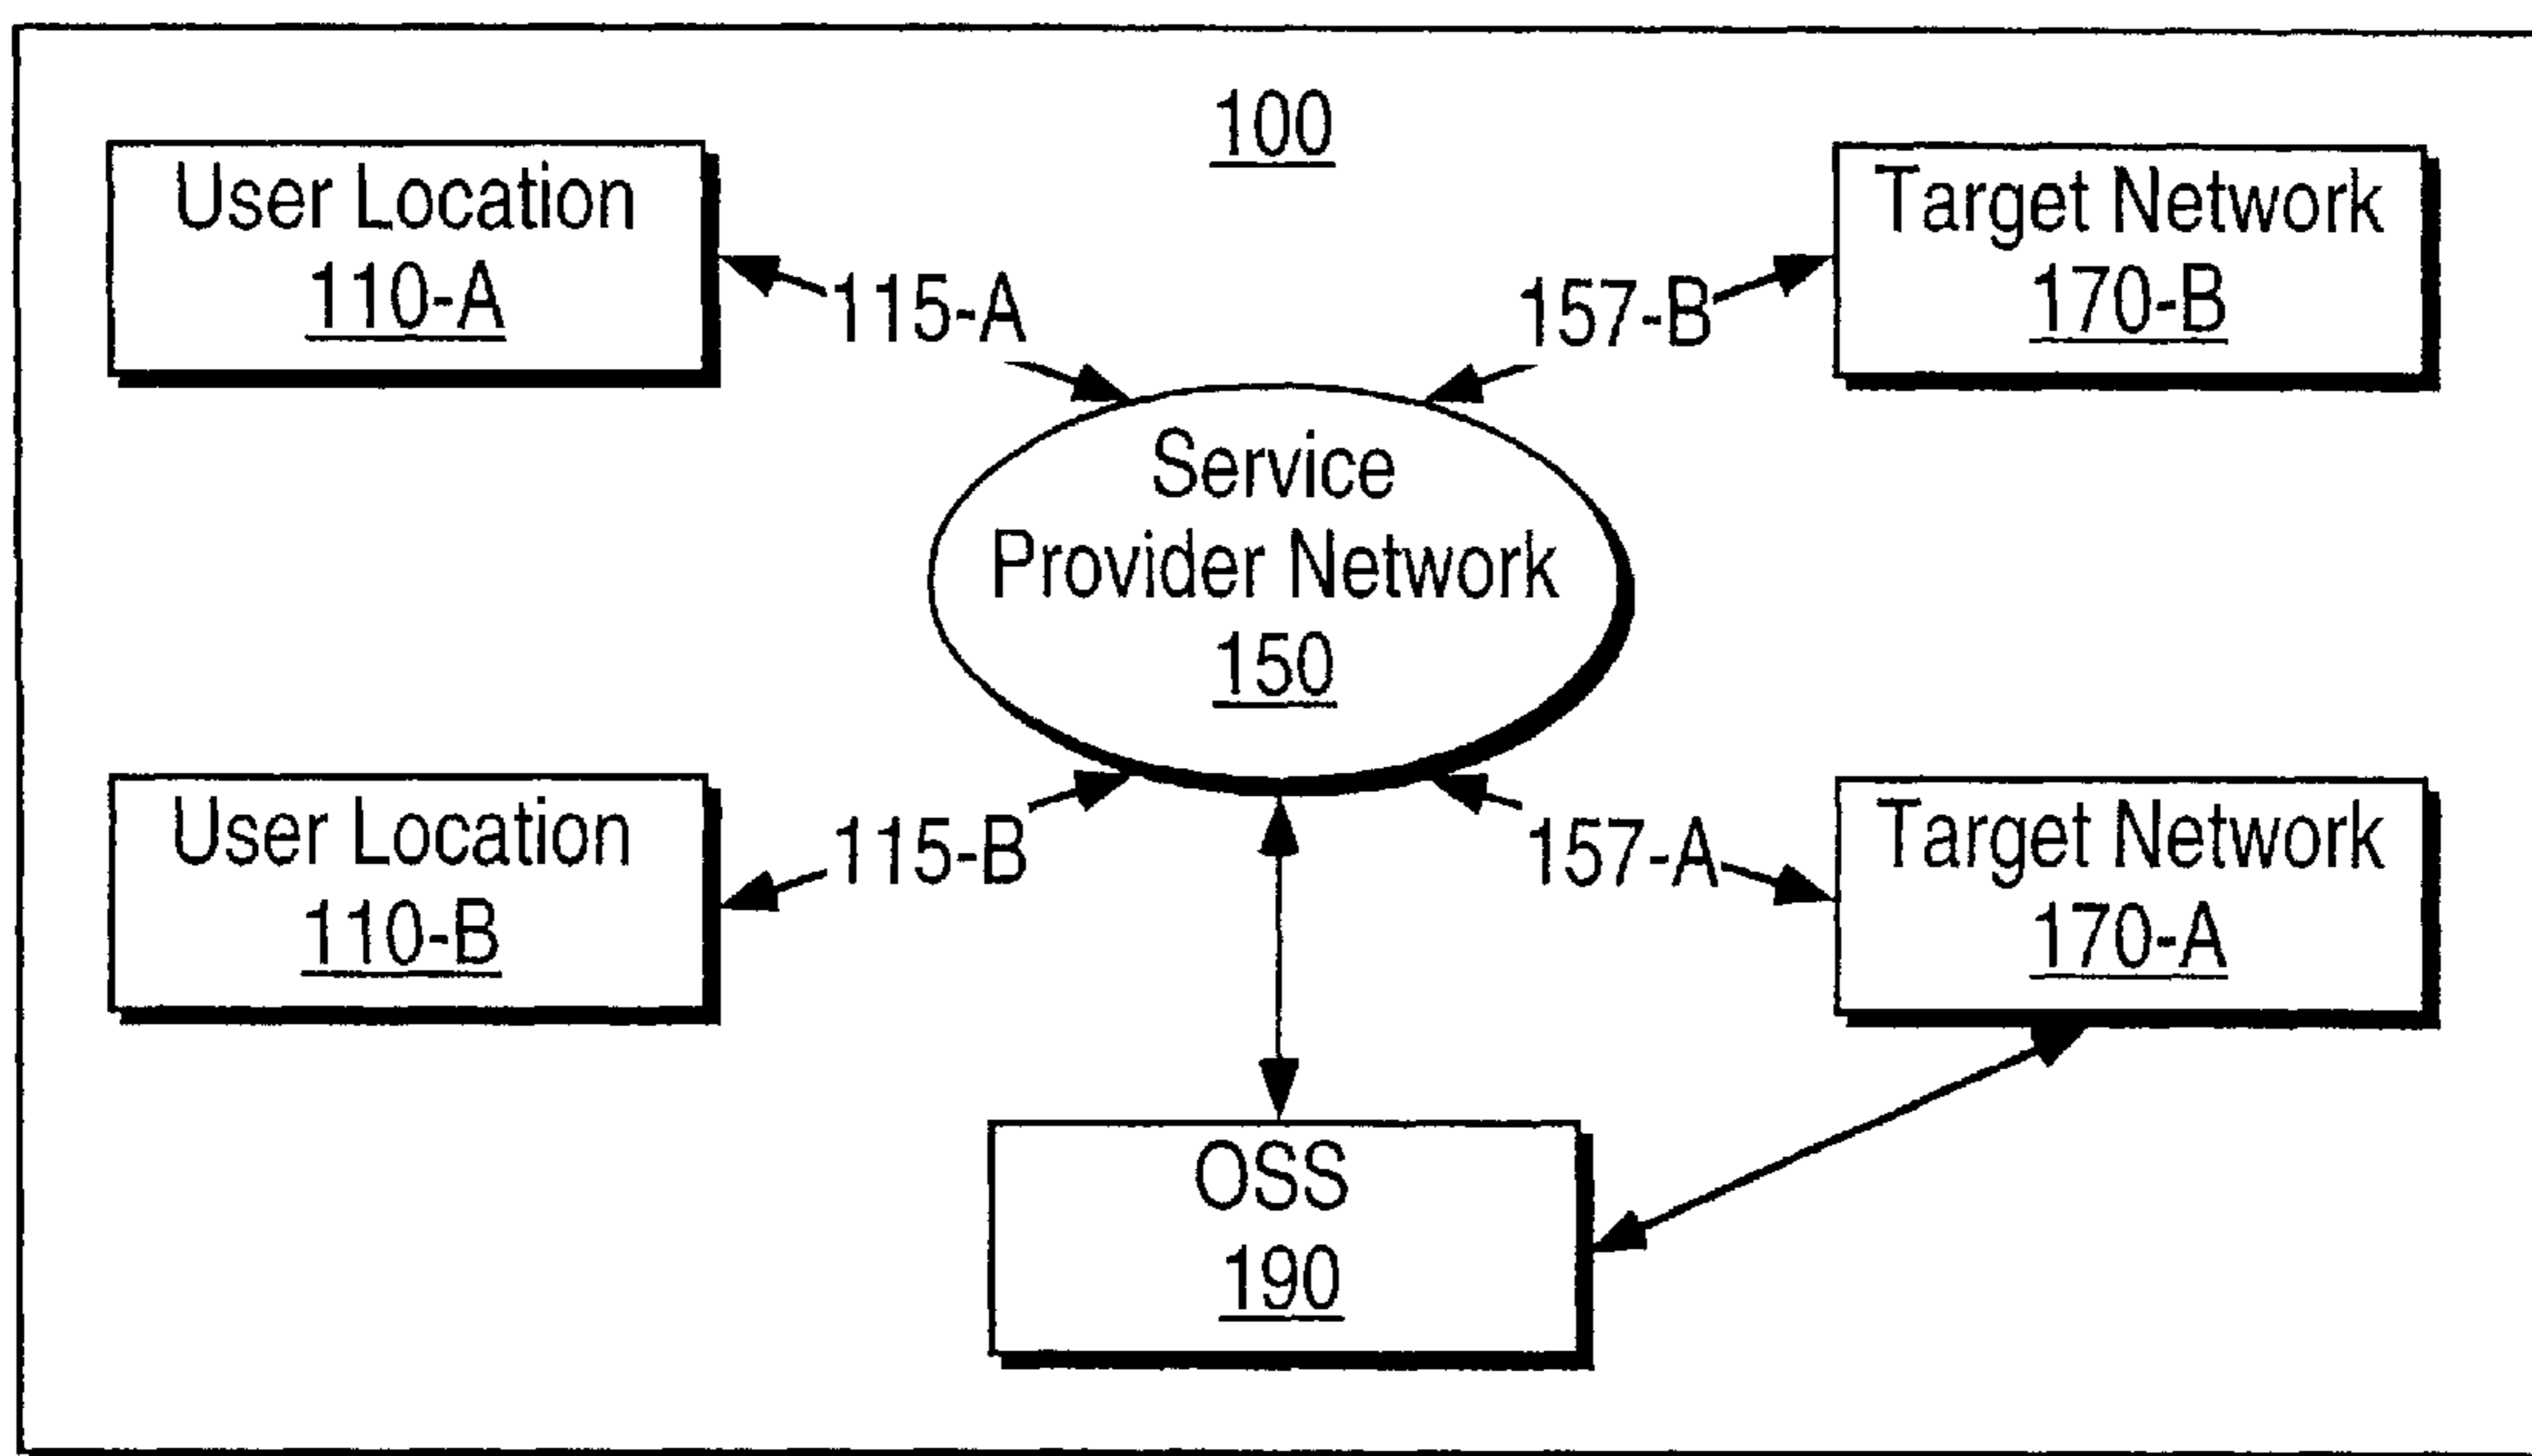 100
User Location
110-A
115-A
157-B
Target Network
170-B
Service
Provider Network
150
User Location
110-B
115-B
157-A
Target Network
170-A
OSS
190